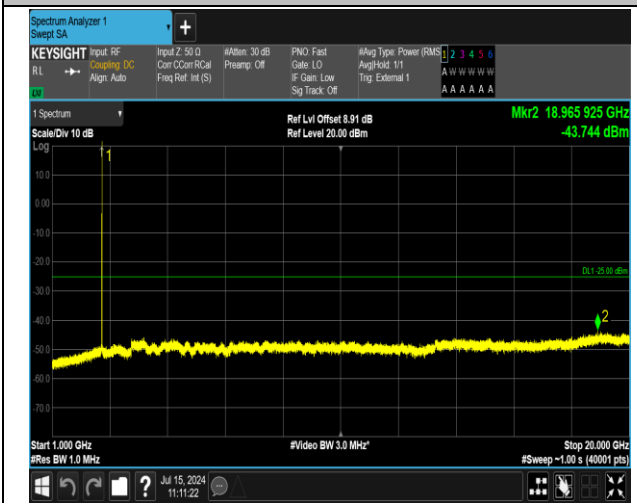 Spectrum Analyzer 1
Swept SA
+
KEYSIGHT
RL
LXI
Input: RF
Coupling: DC
Align: Auto
Input Z: 50 Ω
Corr CCorr RCal
Freq Ref: Int (S)
#Atten: 30 dB
Preamp: Off
PNO: Fast
Gate: LO
IF Gain: Low
Sig Track: Off
#Avg Type: Power (RMS
Avg|Hold: 1/1
Trig: External 1
1 2 3 4 5 6
A W W W W W
A A A A A A
1 Spectrum
Scale/Div 10 dB
Ref Lvl Offset 8.91 dB
Ref Level 20.00 dBm
Mkr2 18.965 925 GHz
-43.744 dBm
Log
1
10.0
0.00
-10.0
-20.0
DL1 -25.00 dBm
-30.0
-40.0
2
-50.0
-60.0
-70.0
Start 1.000 GHz
#Res BW 1.0 MHz
#Video BW 3.0 MHz*
Stop 20.000 GHz
#Sweep ~1.00 s (40001 pts)
?
Jul 15, 2024
11:11:22